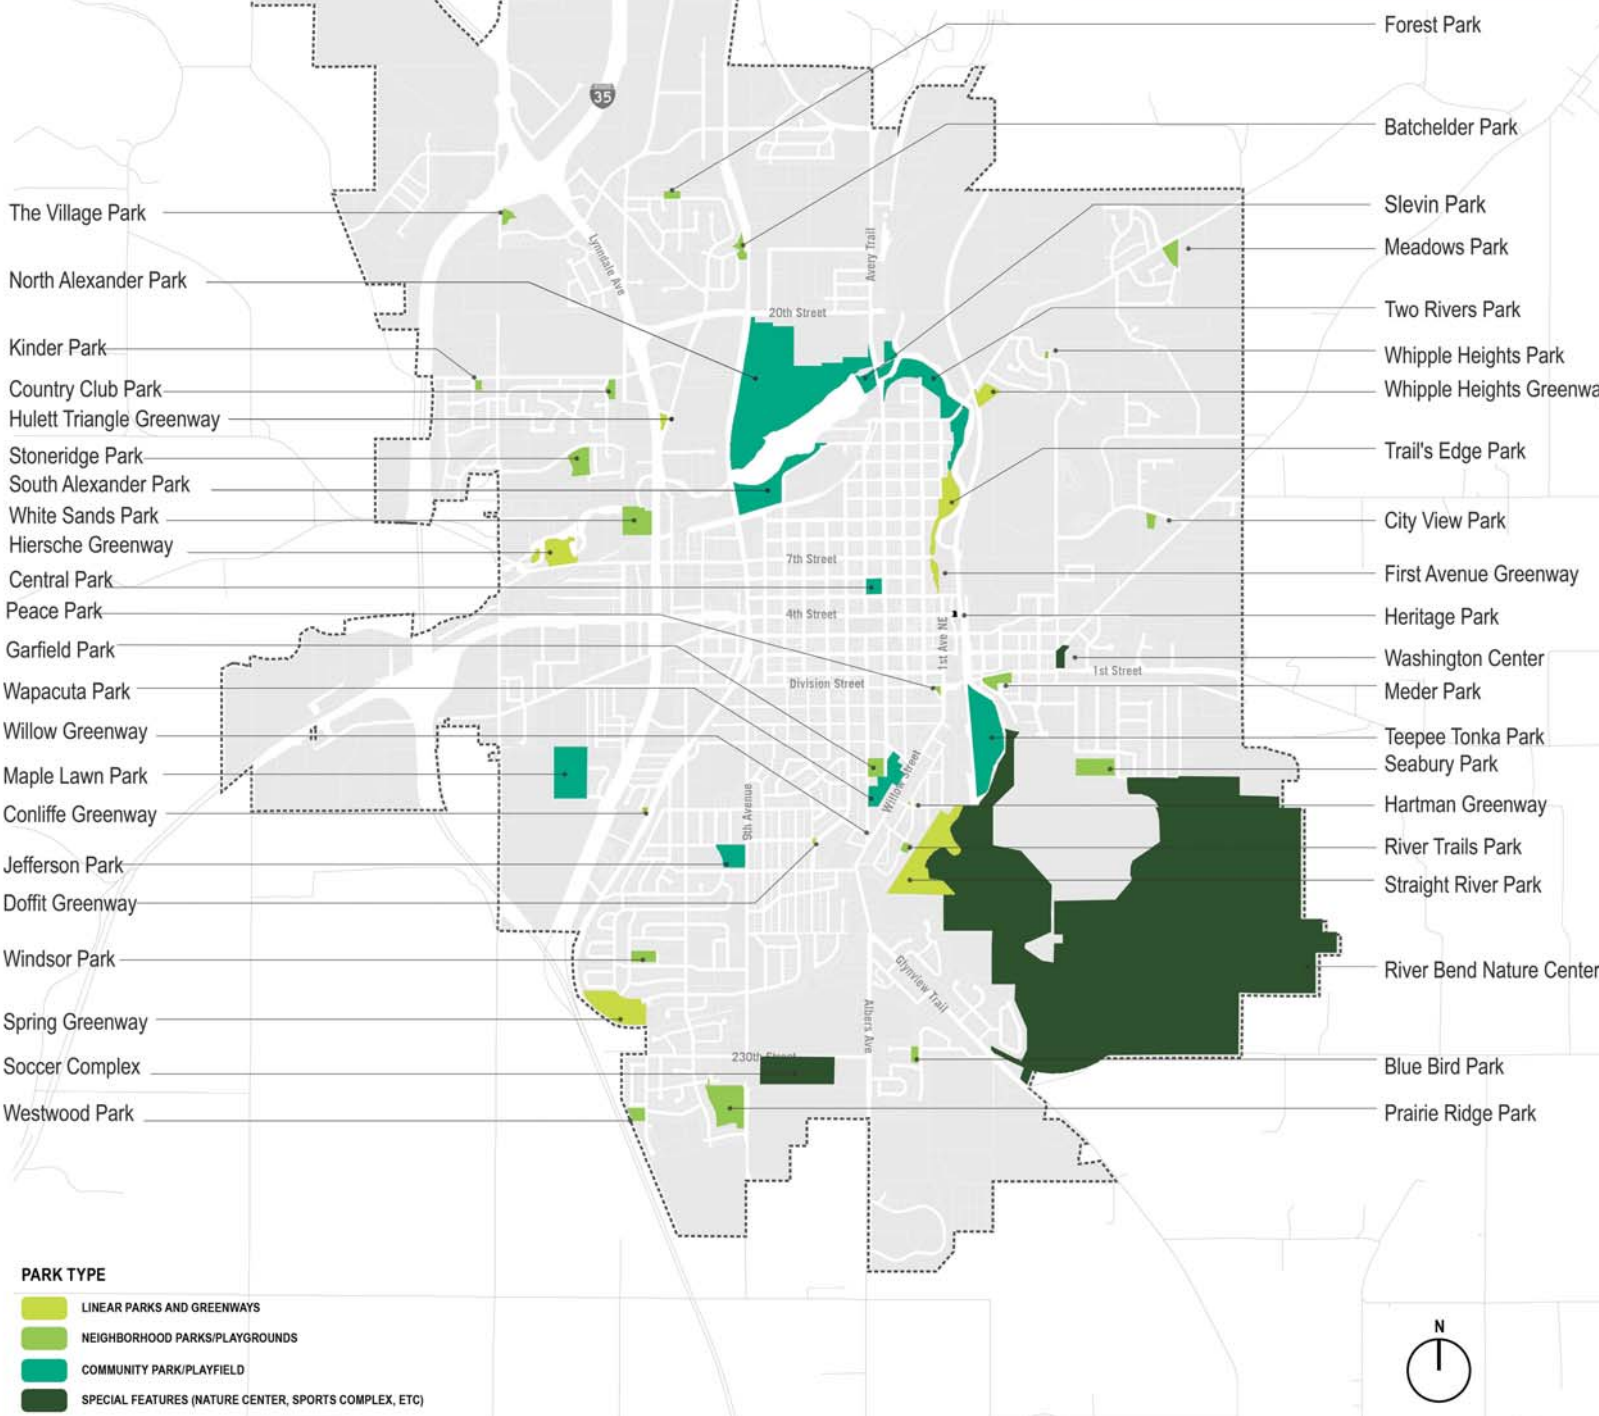 Forest Park
Batchelder Park
Slevin Park
Meadows Park
Two Rivers Park
Whipple Heights Park
Whipple Heights Greenwa
Trail's Edge Park
City View Park
First Avenue Greenway
Heritage Park
Washington Center
Meder Park
Teepee Tonka Park
Seabury Park
Hartman Greenway
River Trails Park
Straight River Park
River Bend Nature Center
Blue Bird Park
Prairie Ridge Park
The Village Park
North Alexander Park
Kinder Park
Country Club Park
Hulett Triangle Greenway
Stoneridge Park
South Alexander Park
White Sands Park
Hiersche Greenway
Central Park
Peace Park
Garfield Park
Wapacuta Park
Willow Greenway
Maple Lawn Park
Conliffe Greenway
Jefferson Park
Doffit Greenway
Windsor Park
Spring Greenway
Soccer Complex
Westwood Park
35
Lynndale Ave
Avery Trail
20th Street
7th Street
4th Street
1st Ave NE
1st Street
Division Street
Willow Street
9th Avenue
Glynview Trail
Albers Ave
230th Street
PARK TYPE
LINEAR PARKS AND GREENWAYS
NEIGHBORHOOD PARKS/PLAYGROUNDS
COMMUNITY PARK/PLAYFIELD
SPECIAL FEATURES (NATURE CENTER, SPORTS COMPLEX, ETC)
N